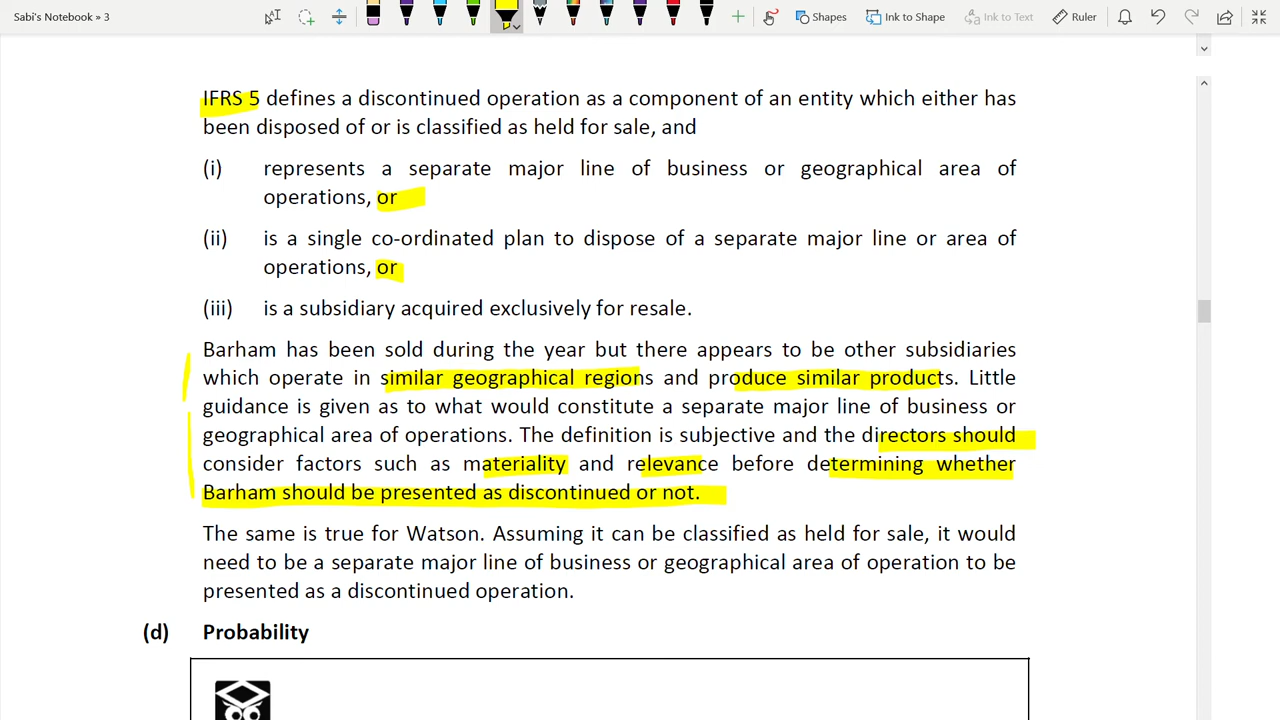 Sabi's Notebook » 3
Shapes
Ink to Shape
Ink to Text
Ruler
IFRS 5 defines a discontinued operation as a component of an entity which either has
been disposed of or is classified as held for sale, and
(i) represents a separate major line of business or geographical area of
operations, or
(ii) is a single co-ordinated plan to dispose of a separate major line or area of
operations, or
(iii) is a subsidiary acquired exclusively for resale.
Barham has been sold during the year but there appears to be other subsidiaries
which operate in similar geographical regions and produce similar products. Little
guidance is given as to what would constitute a separate major line of business or
geographical area of operations. The definition is subjective and the directors should
consider factors such as materiality and relevance before determining whether
Barham should be presented as discontinued or not.
The same is true for Watson. Assuming it can be classified as held for sale, it would
need to be a separate major line of business or geographical area of operation to be
presented as a discontinued operation.
(d) Probability